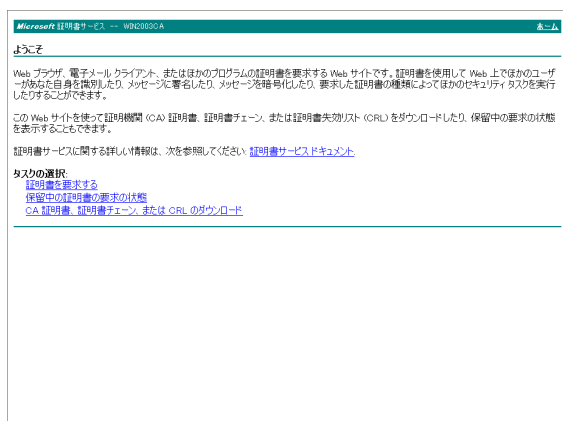 Microsoft 証明書サービス -- WIN2003CA ホーム
ようこそ
Web ブラウザ、電子メール クライアント、またはほかのプログラムの証明書を要求する Web サイトです。証明書を使用して Web 上でほかのユーザ
ーがあなた自身を識別したり、メッセージに署名したり、メッセージを暗号化したり、要求した証明書の種類によってほかのセキュリティ タスクを実行
したりすることができます。
この Web サイトを使って証明機関 (CA) 証明書、証明書チェーン、または証明書失効リスト (CRL) をダウンロードしたり、保留中の要求の状態
を表示することもできます。
証明書サービスに関する詳しい情報は、次を参照してください: 証明書サービスドキュメント.
タスクの選択:
証明書を要求する
保留中の証明書の要求の状態
CA 証明書、証明書チェーン、または CRL のダウンロード